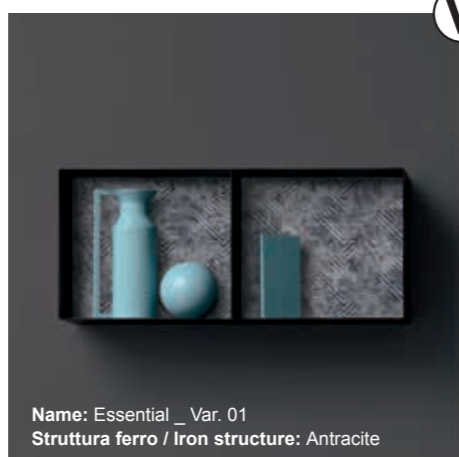 Name: Essential _ Var. 01
Struttura ferro / Iron structure: Antracite